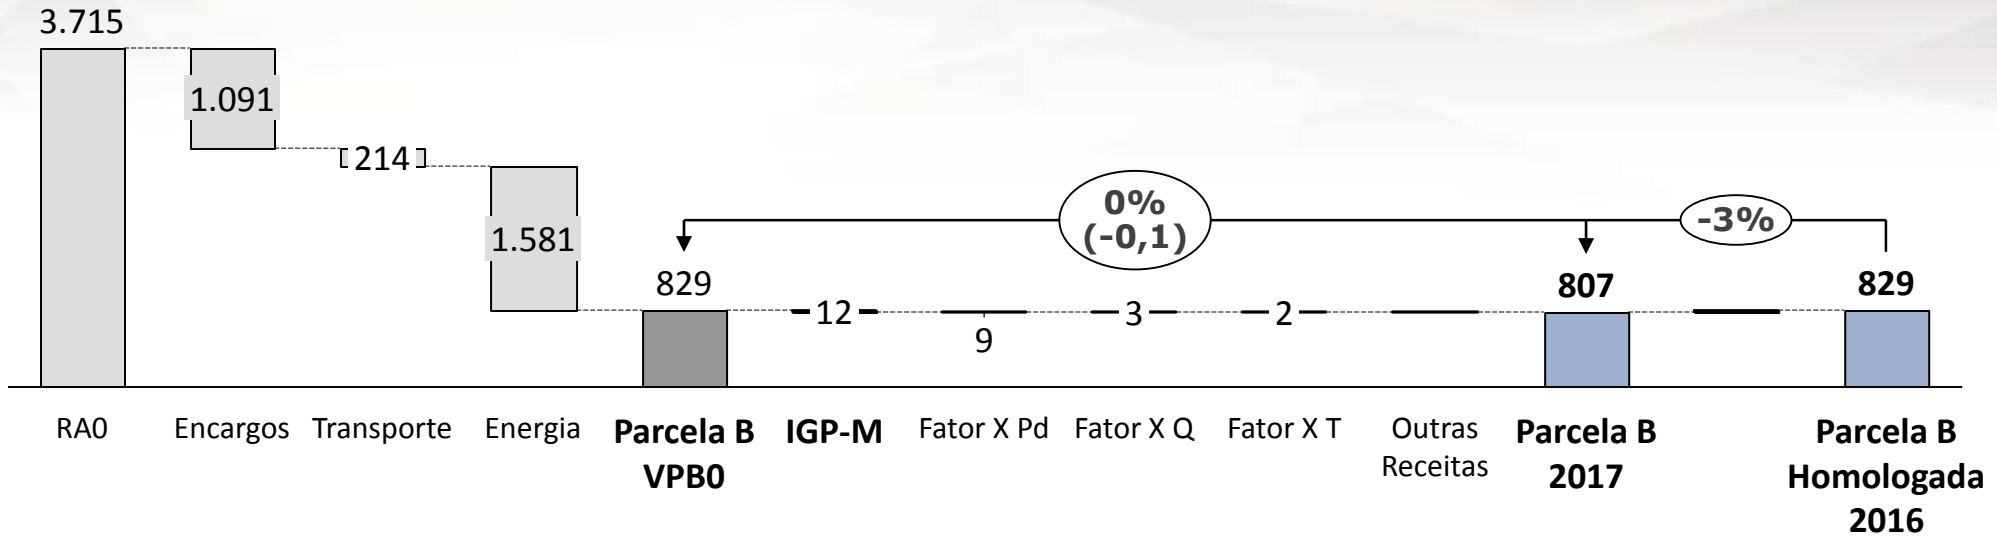 3.715
1.091
214
1.581
829
0%
(-0,1)
-3%
12
9
3
2
807
829
RA0
Encargos
Transporte
Energia
Parcela B
VPB0
IGP-M
Fator X Pd
Fator X Q
Fator X T
Outras
Receitas
Parcela B
2017
Parcela B
Homologada
2016